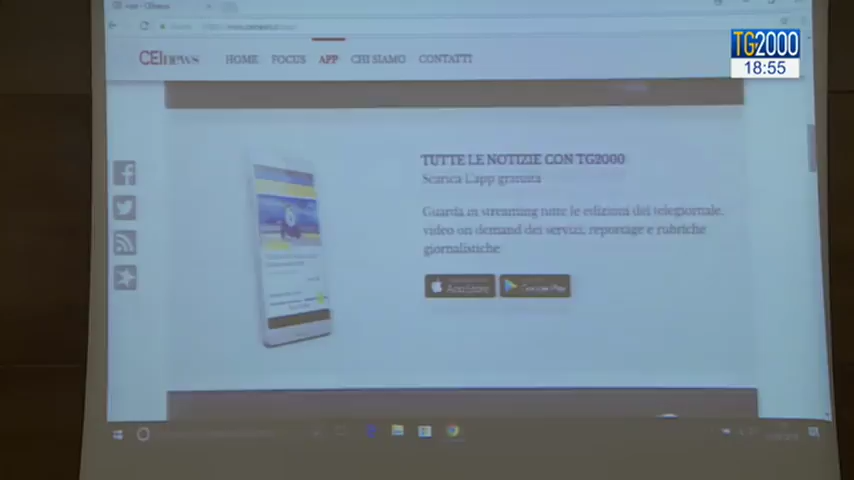 TG2000
18:55
CEInews
HOME FOCUS APP CHI SIAMO CONTATTI
TUTTE LE NOTIZIE CON TG2000
Scarica L'app gratuita
Guarda in streaming tutte le edizioni del telegiornale,
video on demand dei servizi, reportage e rubriche
giornalistiche
App Store
Google Play